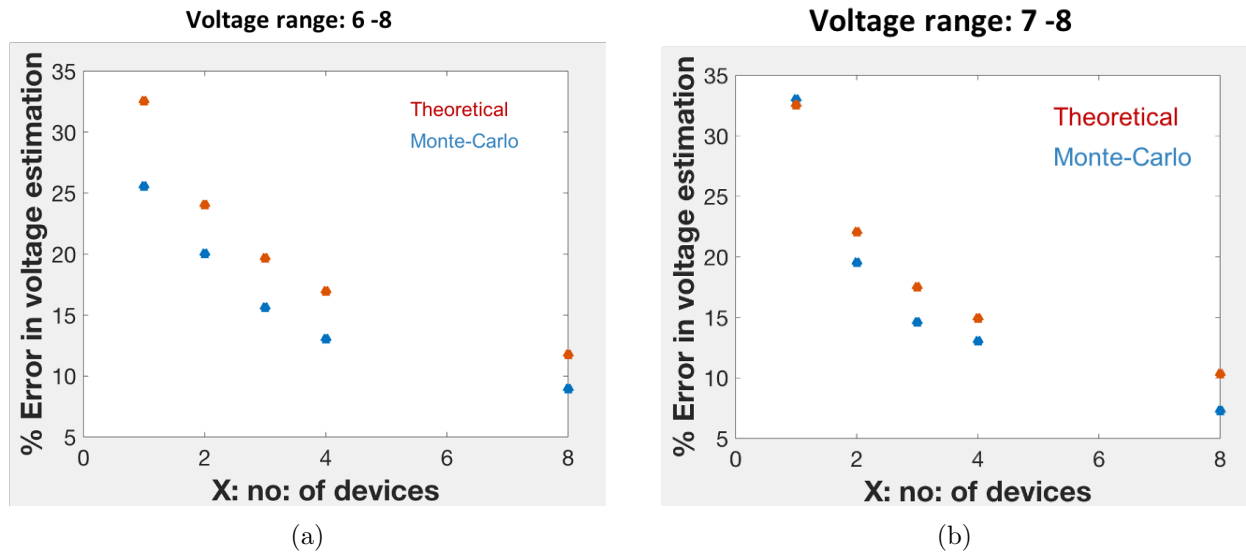 Voltage range: 6 -8
% Error in voltage estimation
35
30
25
20
15
10
5
Theoretical
Monte-Carlo
0 2 4 6 8
X: no: of devices
(a)
Voltage range: 7 -8
% Error in voltage estimation
35
30
25
20
15
10
5
Theoretical
Monte-Carlo
0 2 4 6 8
X: no: of devices
(b)